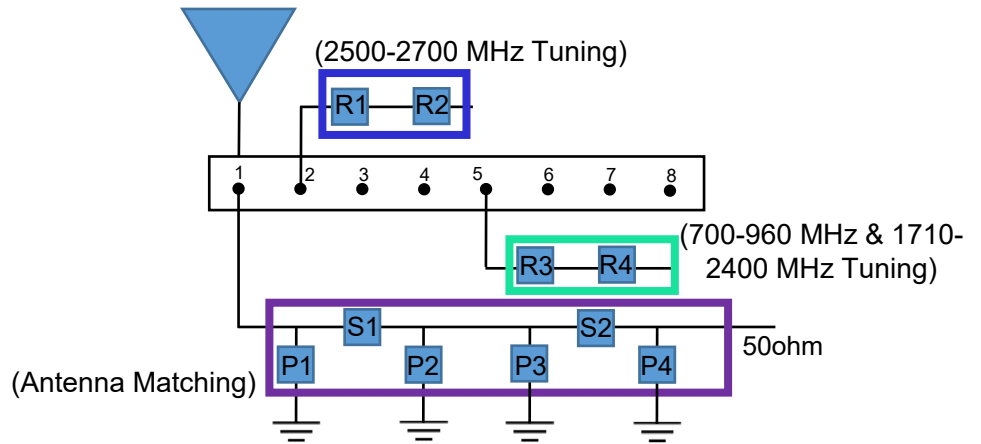 (2500-2700 MHz Tuning)
R1 R2
1 2 3 4 5 6 7 8
(700-960 MHz & 1710-
2400 MHz Tuning)
R3 R4
S1 S2
50ohm
P1 P2 P3 P4
(Antenna Matching)